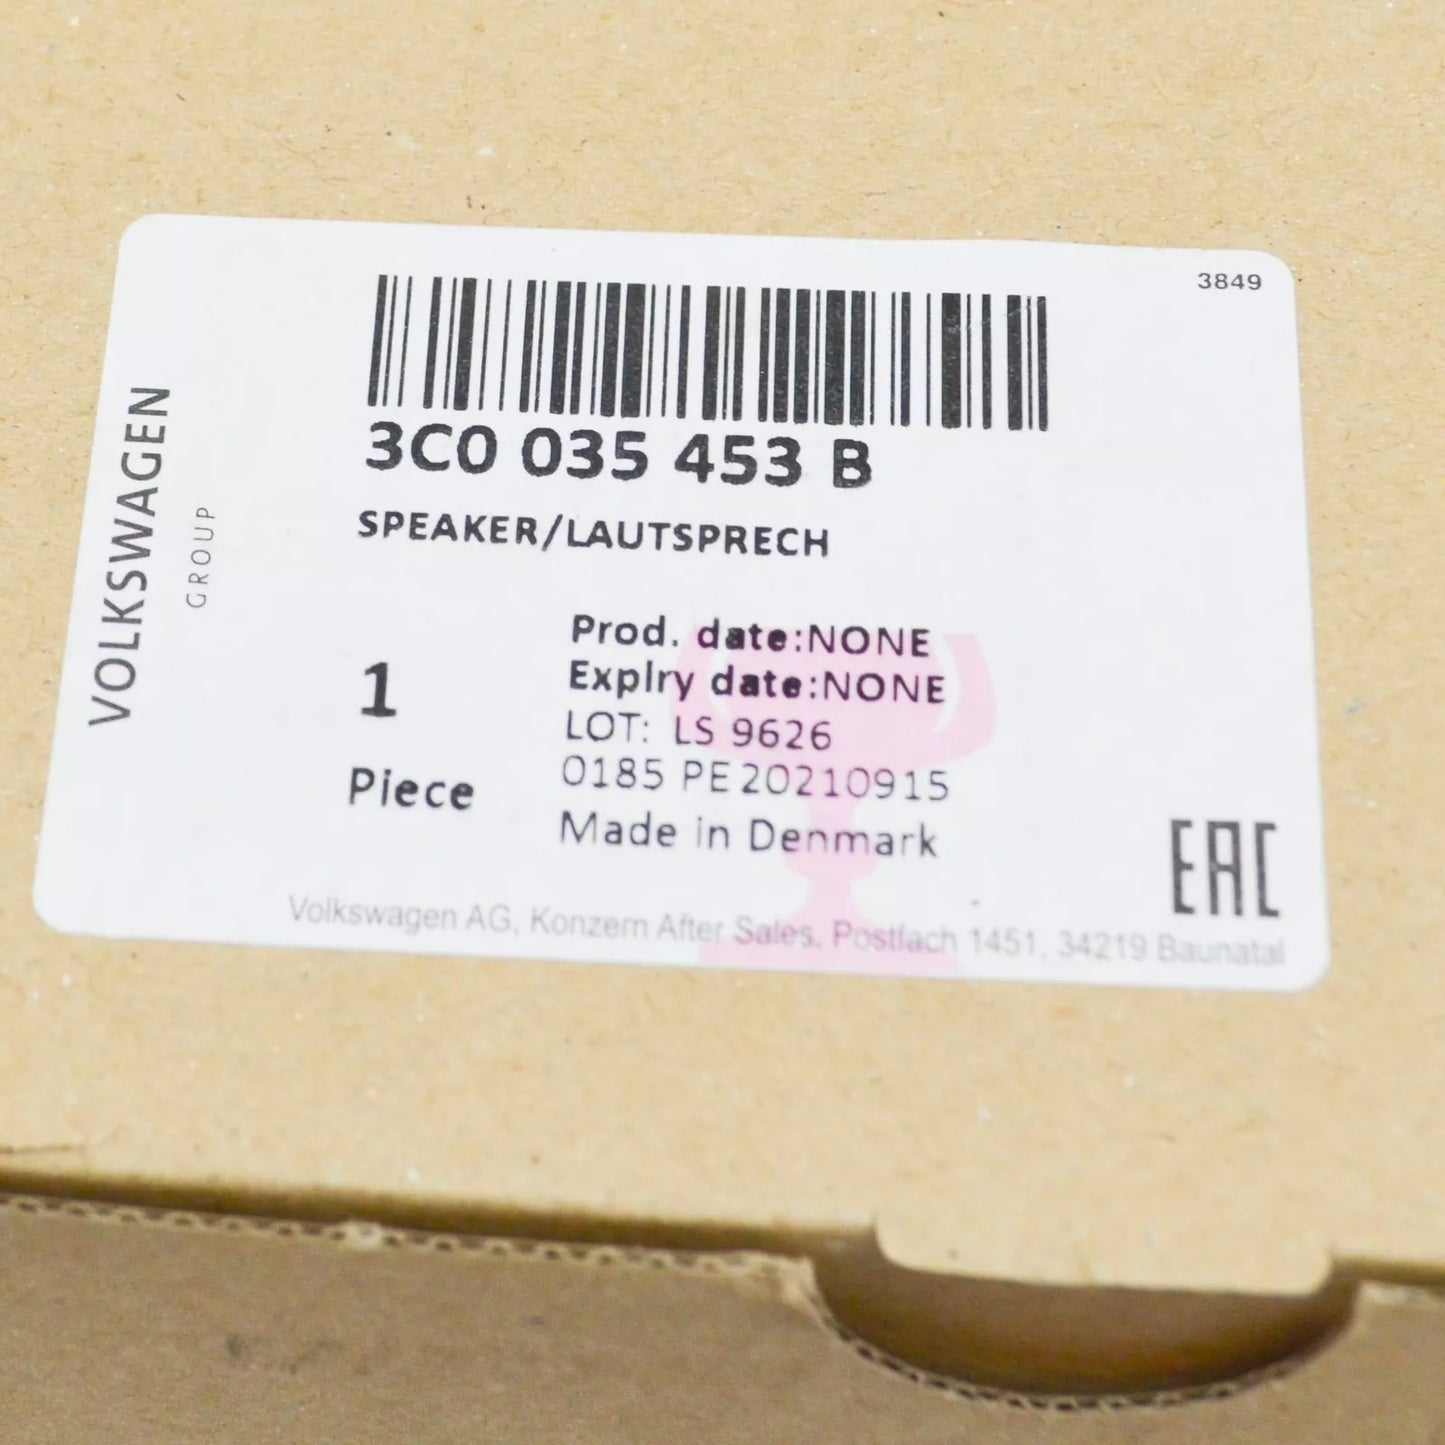 3849
VOLKSWAGEN
GROUP
3C0 035 453 B
SPEAKER/LAUTSPRECH
1
Piece
Prod. date:NONE
Expiry date:NONE
LOT: LS 9626
0185 PE20210915
Made in Denmark
EAC
Volkswagen AG, Konzern After Sales, Postfach 1451, 34219 Baunatal